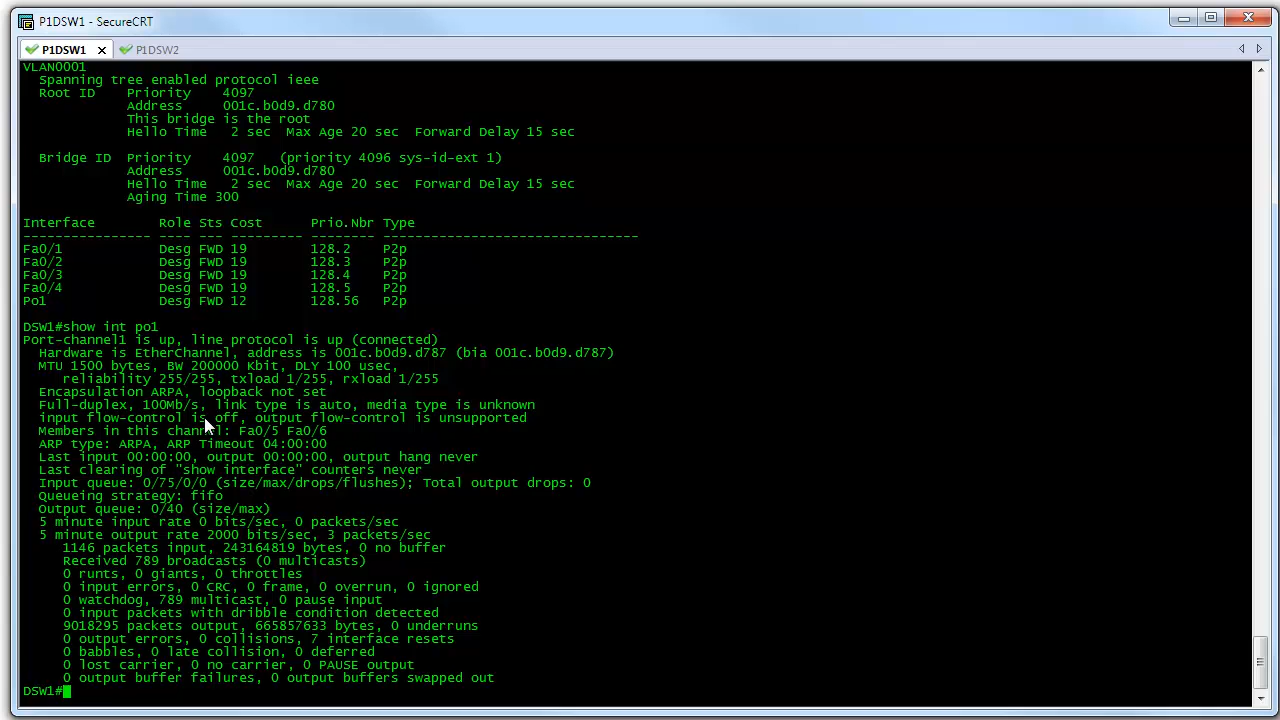 P1DSW1 - SecureCRT
P1DSW1 P1DSW2
VLAN0001
  Spanning tree enabled protocol ieee
  Root ID    Priority    4097
             Address     001c.b0d9.d780
             This bridge is the root
             Hello Time   2 sec  Max Age 20 sec  Forward Delay 15 sec

  Bridge ID  Priority    4097   (priority 4096 sys-id-ext 1)
             Address     001c.b0d9.d780
             Hello Time   2 sec  Max Age 20 sec  Forward Delay 15 sec
             Aging Time 300

Interface        Role Sts Cost      Prio.Nbr Type
---------------- ---- --- --------- -------- --------------------------------
Fa0/1            Desg FWD 19        128.2    P2p
Fa0/2            Desg FWD 19        128.3    P2p
Fa0/3            Desg FWD 19        128.4    P2p
Fa0/4            Desg FWD 19        128.5    P2p
Po1              Desg FWD 12        128.56   P2p

DSW1#show int po1
Port-channel1 is up, line protocol is up (connected)
  Hardware is EtherChannel, address is 001c.b0d9.d787 (bia 001c.b0d9.d787)
  MTU 1500 bytes, BW 200000 Kbit, DLY 100 usec,
     reliability 255/255, txload 1/255, rxload 1/255
  Encapsulation ARPA, loopback not set
  Full-duplex, 100Mb/s, link type is auto, media type is unknown
  input flow-control is off, output flow-control is unsupported
  Members in this channel: Fa0/5 Fa0/6
  ARP type: ARPA, ARP Timeout 04:00:00
  Last input 00:00:00, output 00:00:00, output hang never
  Last clearing of "show interface" counters never
  Input queue: 0/75/0/0 (size/max/drops/flushes); Total output drops: 0
  Queueing strategy: fifo
  Output queue: 0/40 (size/max)
  5 minute input rate 0 bits/sec, 0 packets/sec
  5 minute output rate 2000 bits/sec, 3 packets/sec
     1146 packets input, 243164819 bytes, 0 no buffer
     Received 789 broadcasts (0 multicasts)
     0 runts, 0 giants, 0 throttles
     0 input errors, 0 CRC, 0 frame, 0 overrun, 0 ignored
     0 watchdog, 789 multicast, 0 pause input
     0 input packets with dribble condition detected
     9018295 packets output, 665857633 bytes, 0 underruns
     0 output errors, 0 collisions, 7 interface resets
     0 babbles, 0 late collision, 0 deferred
     0 lost carrier, 0 no carrier, 0 PAUSE output
     0 output buffer failures, 0 output buffers swapped out
DSW1#